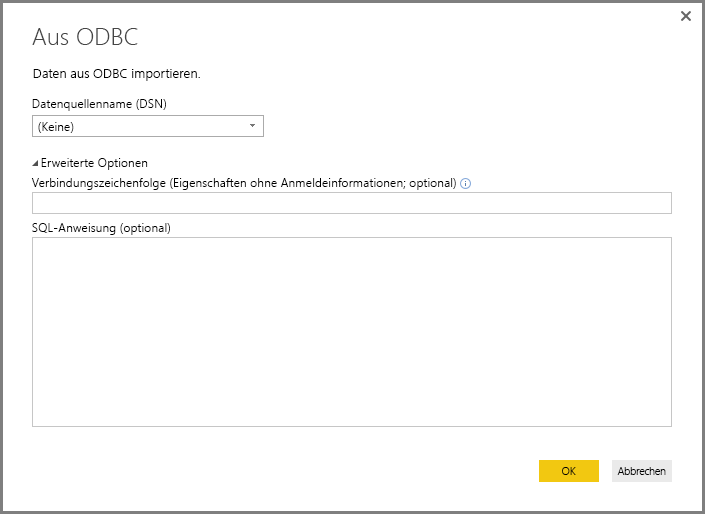 Aus ODBC
Daten aus ODBC importieren.
Datenquellenname (DSN)
(Keine)
Erweiterte Optionen
Verbindungszeichenfolge (Eigenschaften ohne Anmeldeinformationen; optional)
SQL-Anweisung (optional)
OK Abbrechen